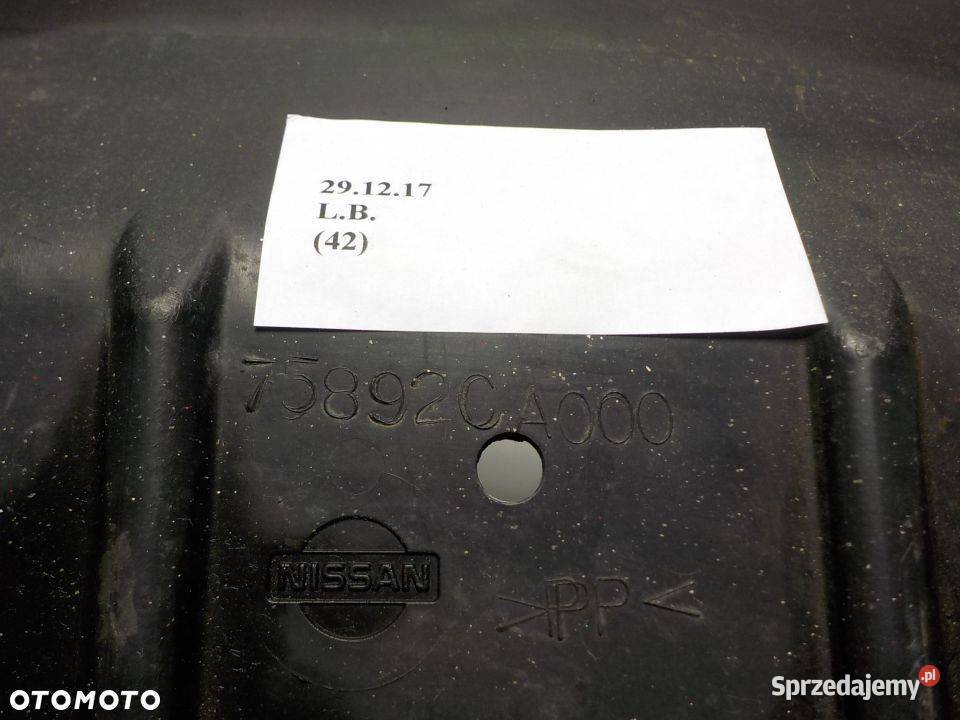 29.12.17
L.B.
(42)
75892CA000
NISSAN
>PP<
OTOMOTO
Sprzedajemy.pl